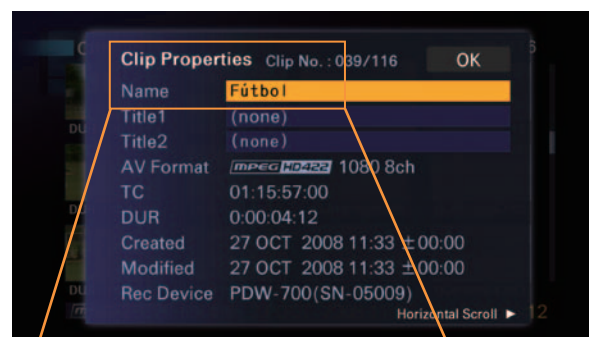 Clip Properties Clip No. : 039/116 OK
Name Fútbol
Title1 (none)
Title2 (none)
AV Format MPEG HD422 1080 8ch
TC 01:15:57:00
DUR 0:00:04:12
Created 27 OCT 2008 11:33 ±00:00
Modified 27 OCT 2008 11:33 ±00:00
Rec Device PDW-700(SN-05009)
Horizontal Scroll ▶
12